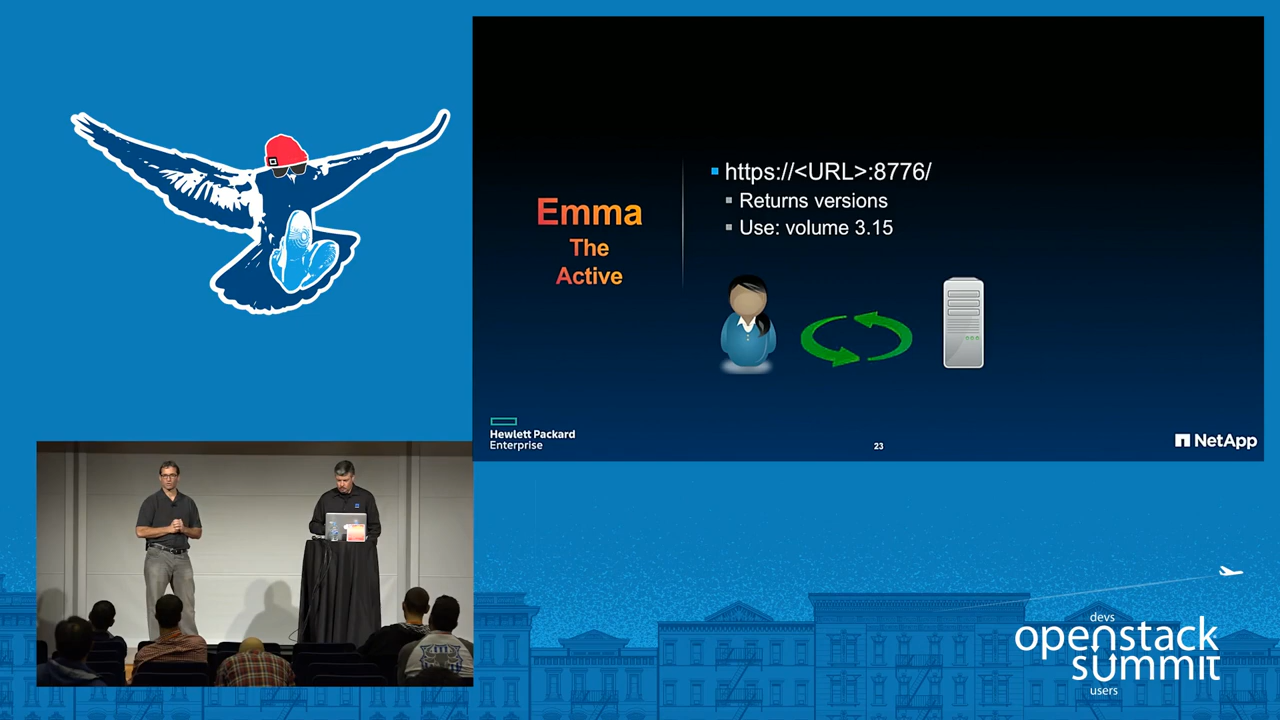 https://<URL>:8776/
Returns versions
Use: volume 3.15
Emma
The
Active
Hewlett Packard
Enterprise
23
NetApp
devs
openstack
summit
users